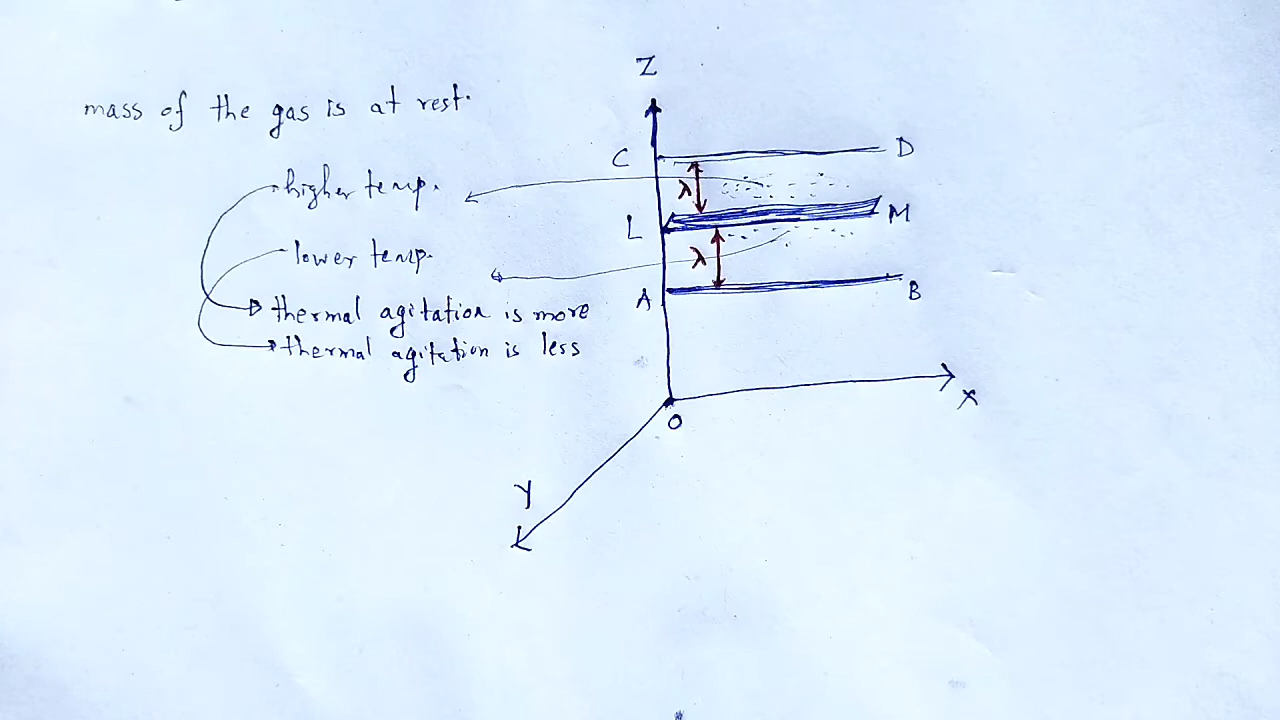 mass of the gas is at rest.
higher temp.
lower temp.
thermal agitation is more
thermal agitation is less
Z
C D
λ
L M
λ
A B
X
O
Y